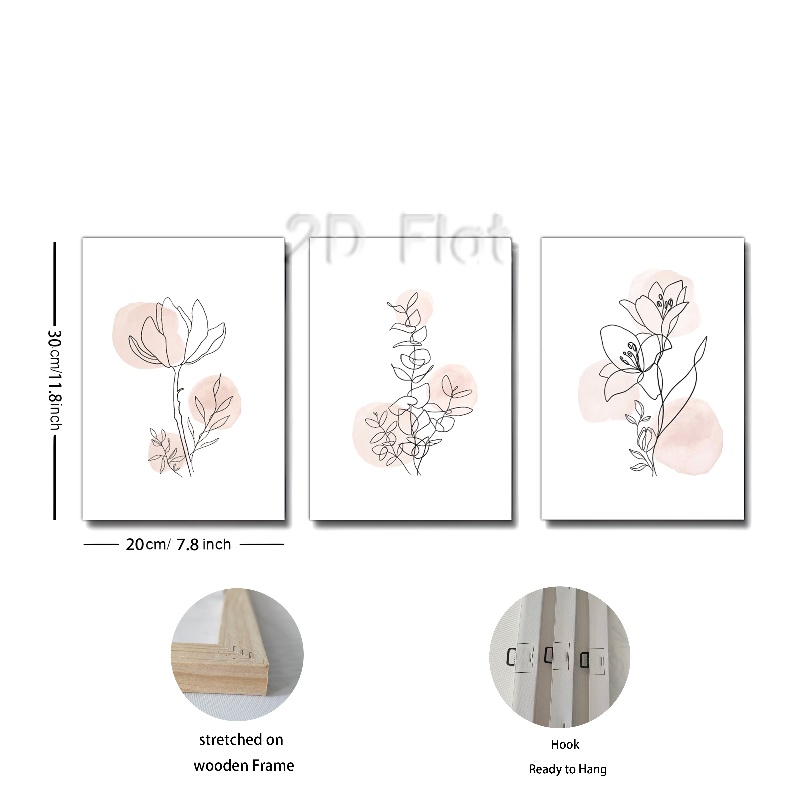 2D Flat
30cm/11.8inch
20cm/ 7.8 inch
stretched on
wooden Frame
Hook
Ready to Hang